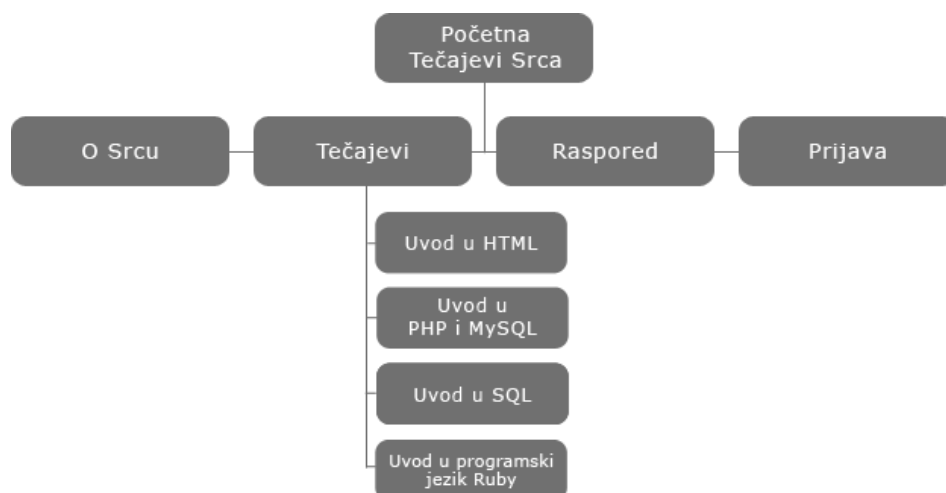 Početna
Tečajevi Srca
O Srcu
Tečajevi
Raspored
Prijava
Uvod u HTML
Uvod u
PHP i MySQL
Uvod u SQL
Uvod u programski
jezik Ruby